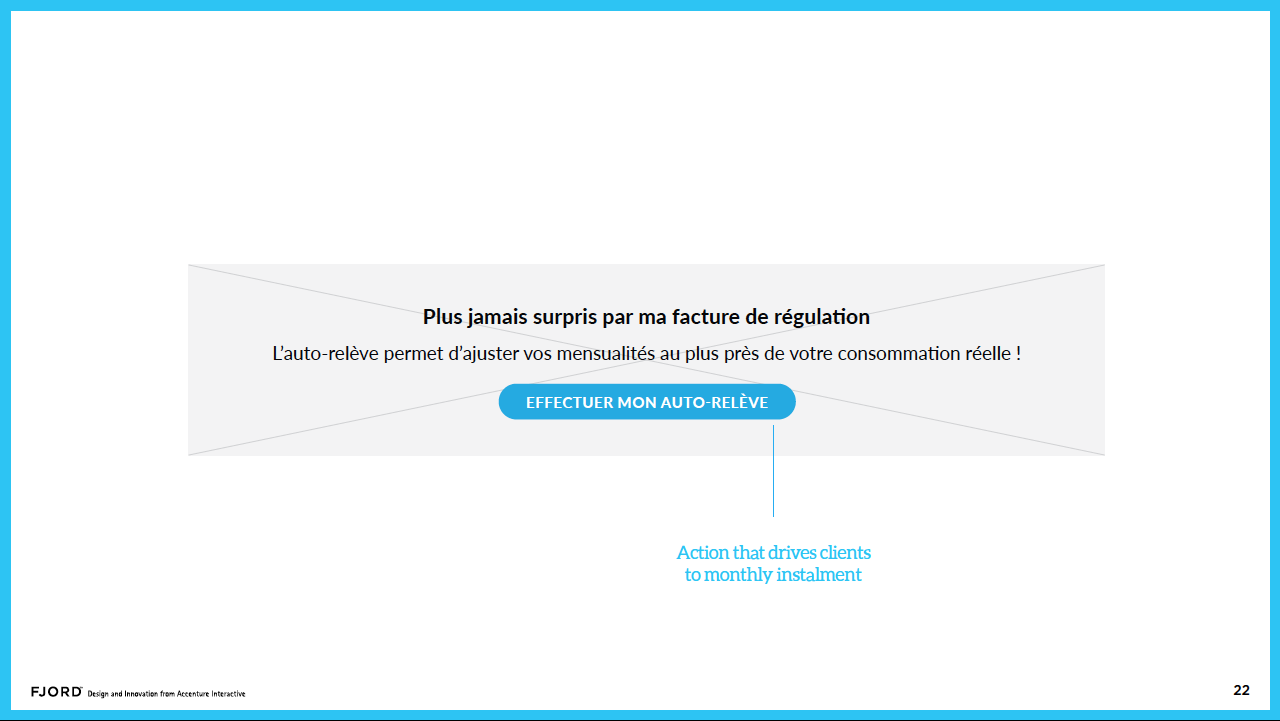 Plus jamais surpris par ma facture de régulation
L'auto-relève permet d'ajuster vos mensualités au plus près de votre consommation réelle !
EFFECTUER MON AUTO-RELÈVE
Action that drives clients
to monthly instalment
FJORD Design and Innovation from Accenture Interactive
22